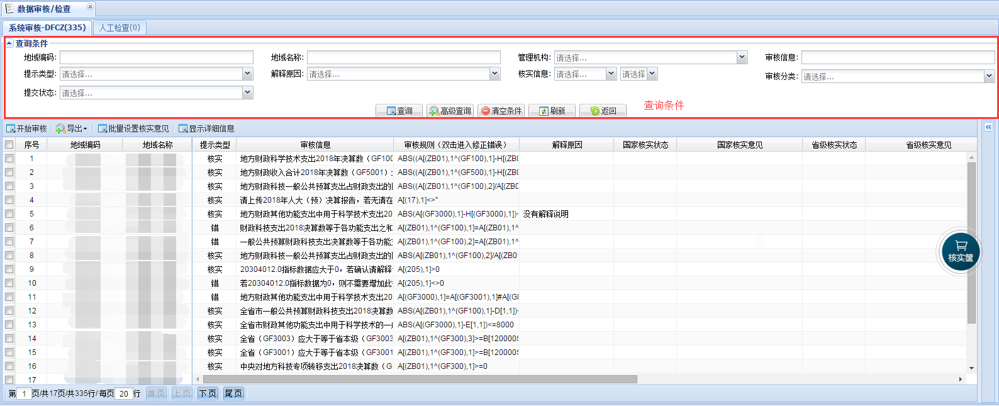 数据审核/检查
系统审核-DFCZ(335) 人工检查(0)
查询条件
地域编码: 地域名称: 管理机构: 请选择... 审核信息:
提示类型: 请选择... 解释原因: 请选择... 核实信息: 请选择... 请选择 审核分类: 请选择...
提交状态: 请选择...
查询 高级查询 清空条件 刷新 返回 查询条件
开始审核 导出 批量设置核实意见 显示详细信息
序号 地域编码 地域名称 提示类型 审核信息 审核规则（双击进入修正错误） 解释原因 国家核实状态 国家核实意见 省级核实状态 省级核实意见
1 核实 地方财政科学技术支出2018年决算数（GF100 ABS((A[(ZB01),1^(GF100),1]-H[(ZB0
2 核实 地方财政收入合计2018年决算数（GF5001） ABS((A[(ZB01),1^(GF500),1]-H[(ZB0
3 核实 地方财政科技一般公共预算支出占财政支出的 ABS((A[(ZB01),1^(GF100),2]/A[(ZB0
4 核实 请上传2018年人大（预）决算报告，若无请在 A[(17),1]<>''
5 核实 地方财政其他功能支出中用于科学技术支出20 ABS(A[(GF3000),1]-H[(GF3000),1])< 没有解释说明
6 错 财政科技支出2018决算数等于各功能支出之和 A[(ZB01),1^(GF100),1]=A[(ZB01),1^
7 错 一般公共预算财政科技支出决算数等于各功能支 A[(ZB01),1^(GF100),2]=A[(ZB01),1^
8 核实 地方财政科技一般公共预算支出占财政支出的 ABS(A[(ZB01),1^(GF100),2]/A[(ZB0
9 核实 20304012.0指标数据应大于0，若确认请解释 A[(205),1]>0
10 错 若20304012.0指标数据为0，则不需要增加此 A[(205),1]<>0
11 错 地方财政其他功能支出中用于科学技术支出20 A[(GF3000),1]=A[(GF3001),1]#A[(G
12 核实 全省市一般公共预算财政科技支出2018决算数 ABS(A[(ZB01),1^(GF100),1]-D[1,1])
13 核实 全省市财政其他功能支出中用于科学技术的一 ABS(A[(GF3000),1]-E[1,1])<=8000
14 核实 全省（GF3003）应大于等于省本级（GF3003 A[(ZB01),1^(GF300),3]>=B[120000
15 核实 全省（GF3001）应大于等于省本级（GF3001 A[(ZB01),1^(GF300),1]>=B[120000
16 核实 中央对地方科技专项转移支出2018决算数（G A[(ZB01),1^(GF300),1]>=0
17
核实筐
第 1 页/共17页/共335行/每页 20 行 首页 上页 下页 尾页